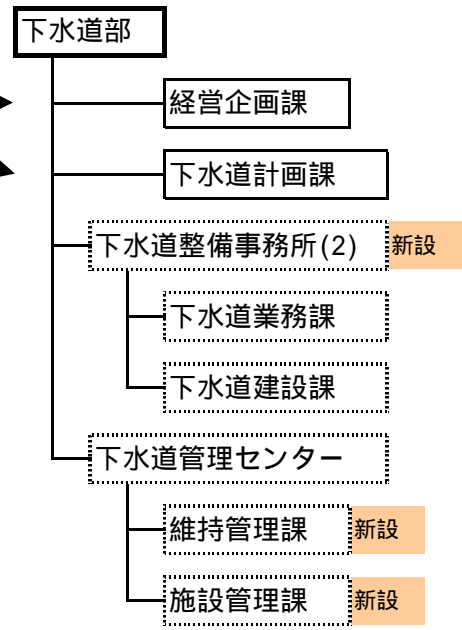 下水道部
経営企画課
下水道計画課
下水道整備事務所(2) 新設
下水道業務課
下水道建設課
下水道管理センター
維持管理課 新設
施設管理課 新設